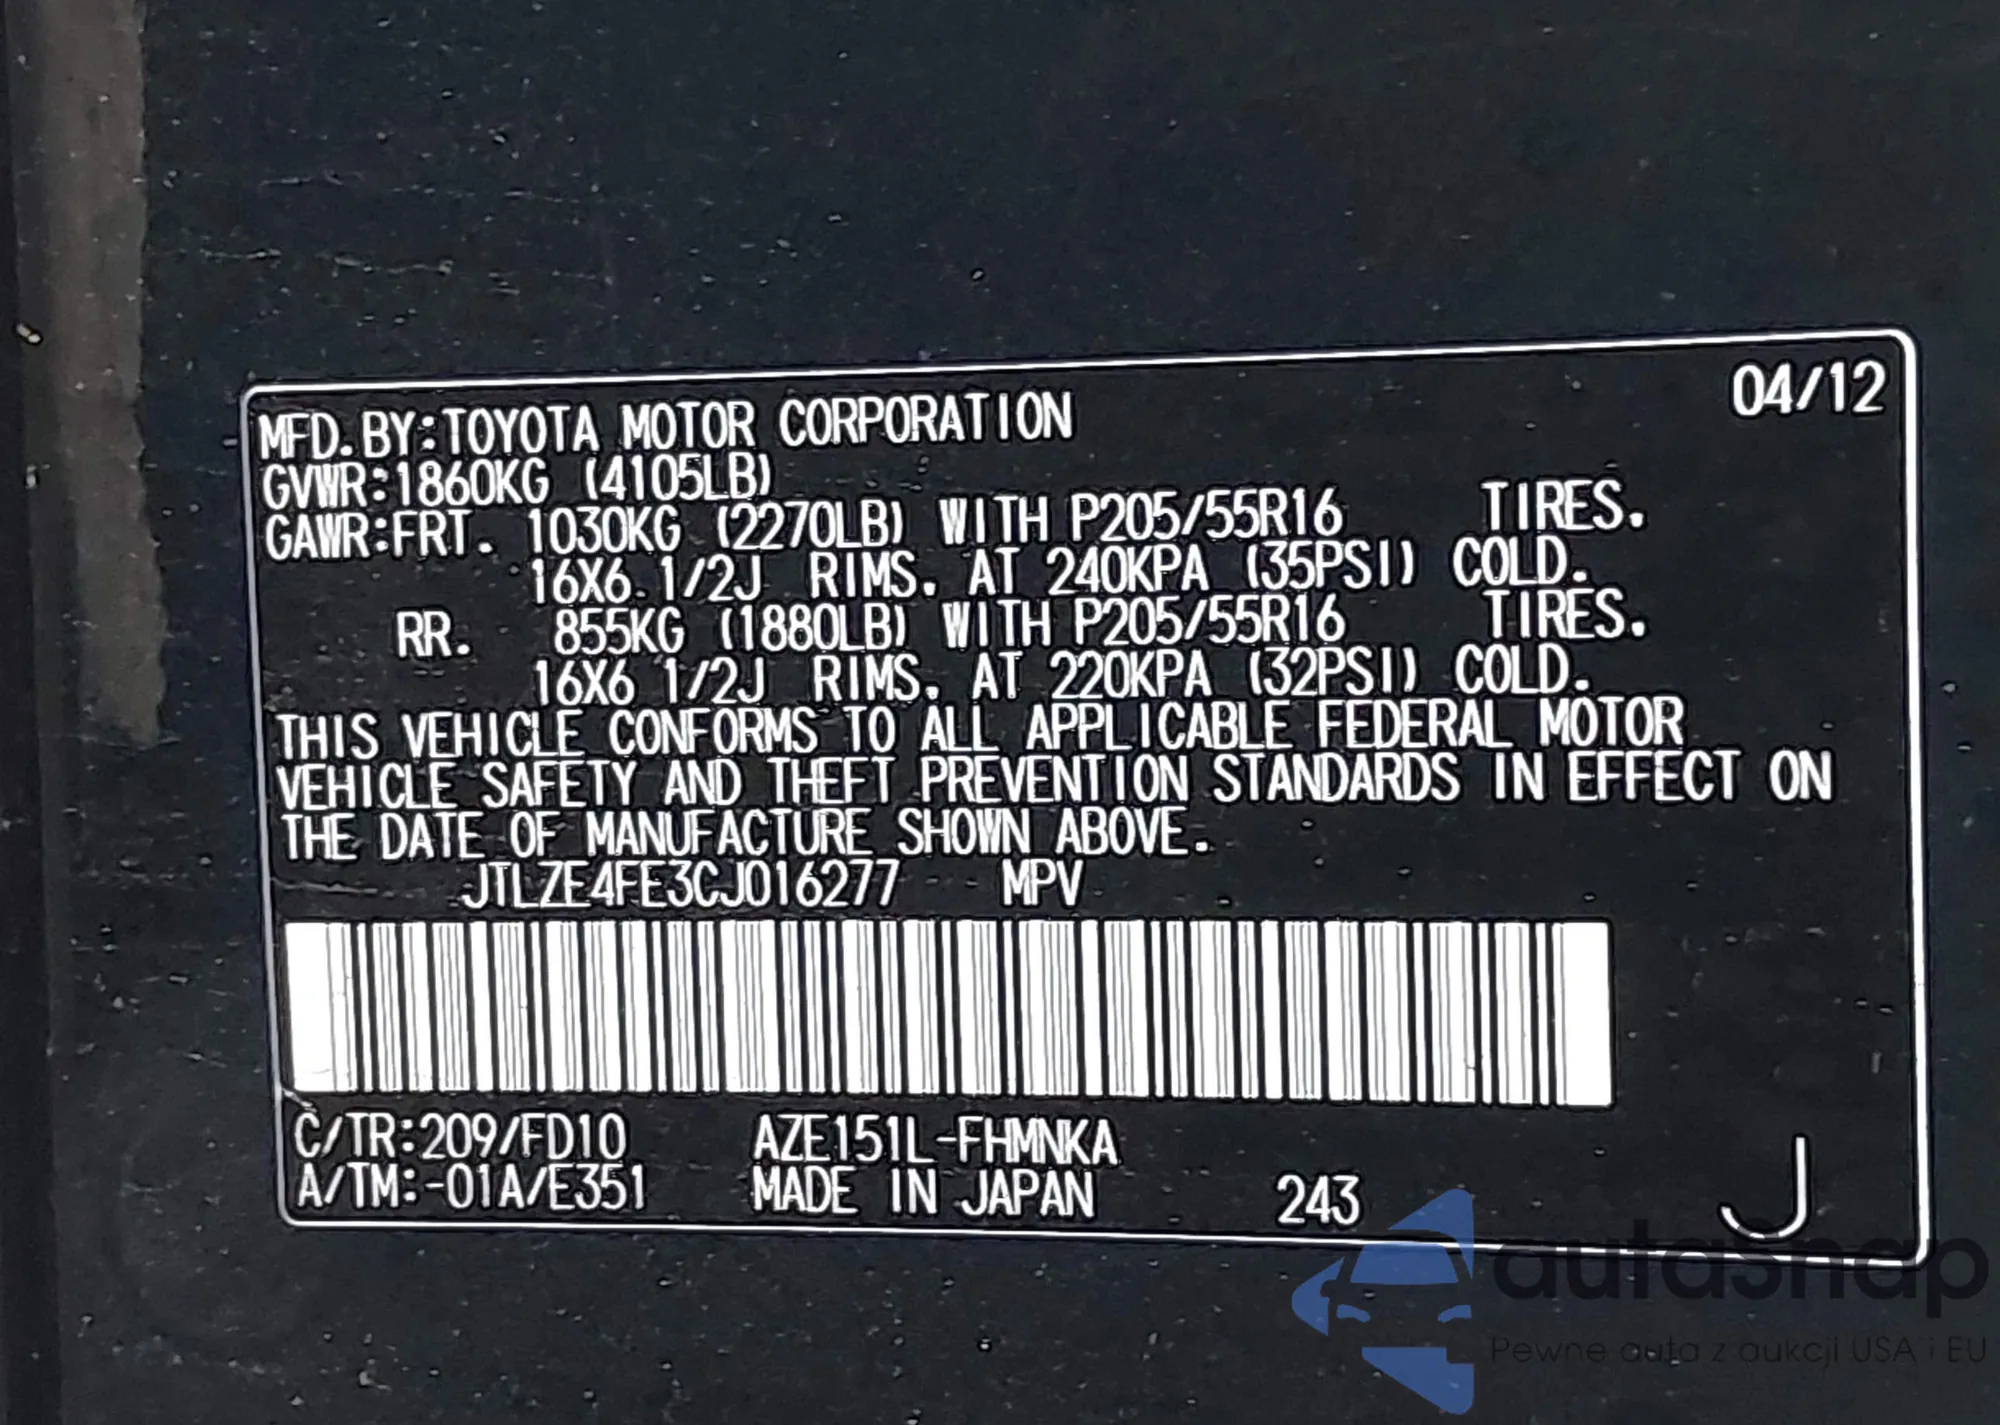 04/12
MFD.BY:TOYOTA MOTOR CORPORATION
GVWR:1860KG (4105LB)
GAWR:FRT. 1030KG (2270LB) WITH P205/55R16 TIRES.
16X6 1/2J RIMS. AT 240KPA (35PSI) COLD.
RR. 855KG (1880LB) WITH P205/55R16 TIRES.
16X6 1/2J RIMS. AT 220KPA (32PSI) COLD.
THIS VEHICLE CONFORMS TO ALL APPLICABLE FEDERAL MOTOR
VEHICLE SAFETY AND THEFT PREVENTION STANDARDS IN EFFECT ON
THE DATE OF MANUFACTURE SHOWN ABOVE.
JTLZE4FE3CJ016277 MPV
C/TR:209/FD10 AZE151L-FHMNKA
A/TM:-01A/E351 MADE IN JAPAN 243 J
autasnap
Pewne auta z aukcji USA i EU